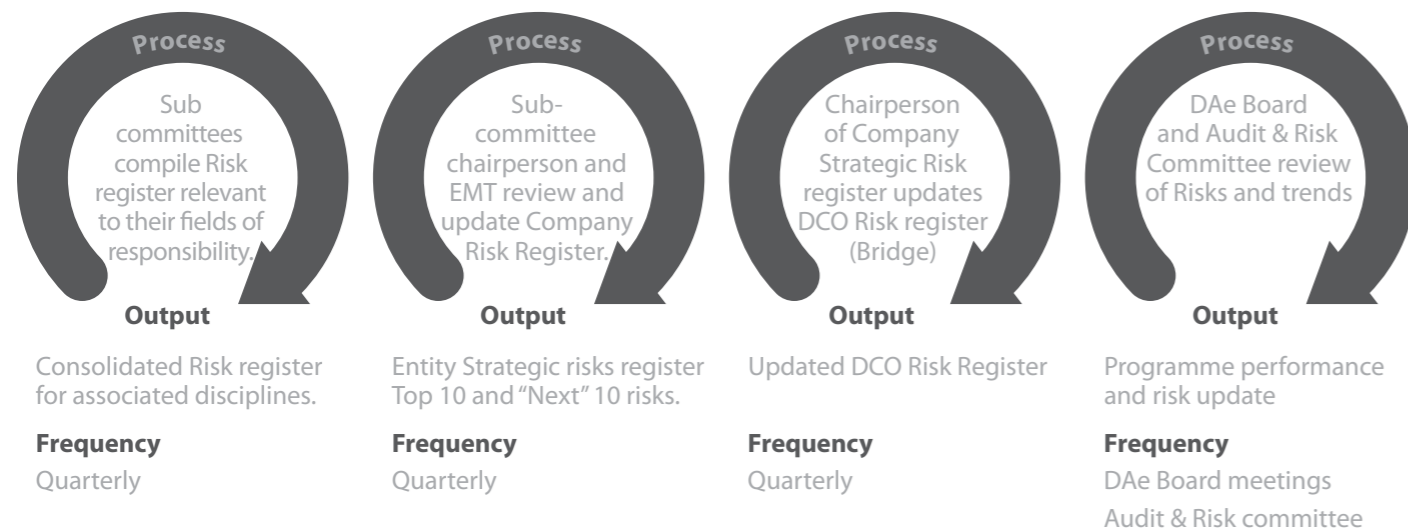 Process
Sub
committees
compile Risk
register relevant
to their fields of
responsibility.
Output
Consolidated Risk register
for associated disciplines.
Frequency
Quarterly
Process
Sub-
committee
chairperson and
EMT review and
update Company
Risk Register.
Output
Entity Strategic risks register
Top 10 and “Next” 10 risks.
Frequency
Quarterly
Process
Chairperson
of Company
Strategic Risk
register updates
DCO Risk register
(Bridge)
Output
Updated DCO Risk Register
Frequency
Quarterly
Process
DAe Board
and Audit & Risk
Committee review
of Risks and trends
Output
Programme performance
and risk update
Frequency
DAe Board meetings
Audit & Risk committee